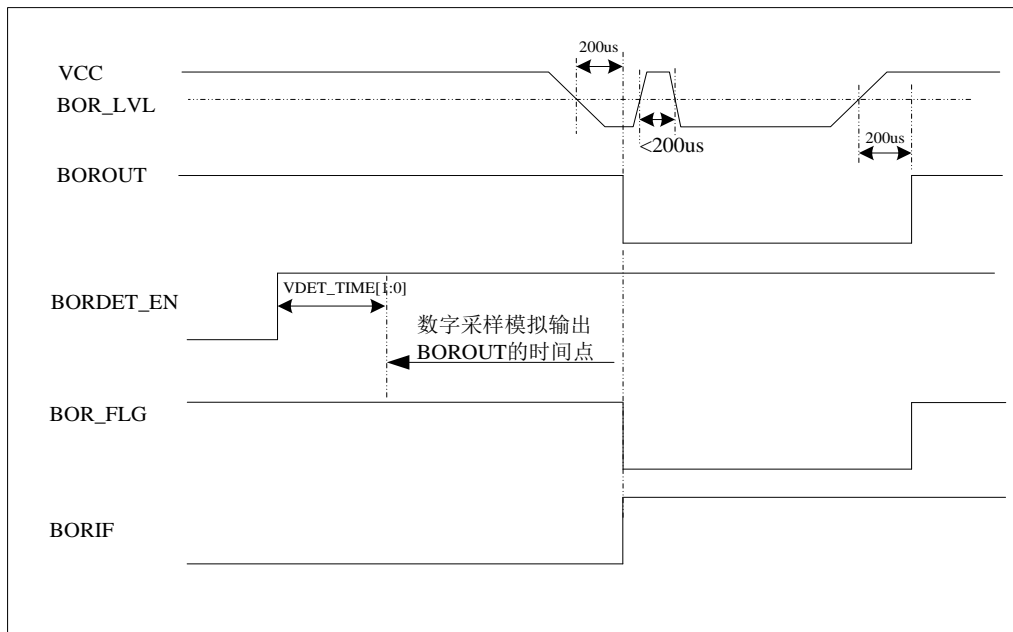 200us
VCC
BOR_LVL
<200us
200us
BOROUT
VDET_TIME[1:0]
BORDET_EN
数字采样模拟输出
BOROUT的时间点
BOR_FLG
BORIF